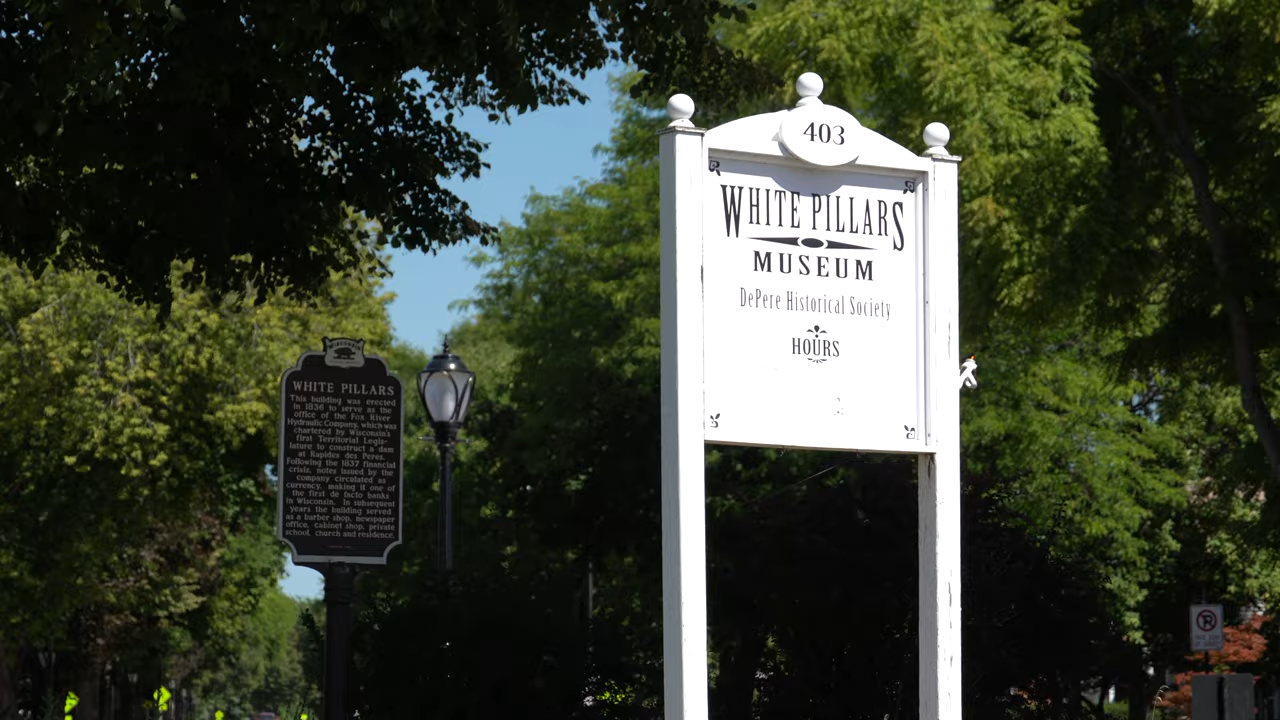 403
WHITE PILLARS
MUSEUM
DePere Historical Society
HOURS
WISCONSIN
WHITE PILLARS
This building was erected
in 1836 to serve as the
office of the Fox River
Hydraulic Company, which was
chartered by Wisconsin's
first Territorial Legis-
lature to construct a dam
at Rapides des Peres.
Following the 1837 financial
crisis, notes issued by the
company circulated as
currency, making it one of
the first de facto banks
in Wisconsin. In subsequent
years the building served
as a barber shop, newspaper
office, cabinet shop, private
school, church and residence.
P